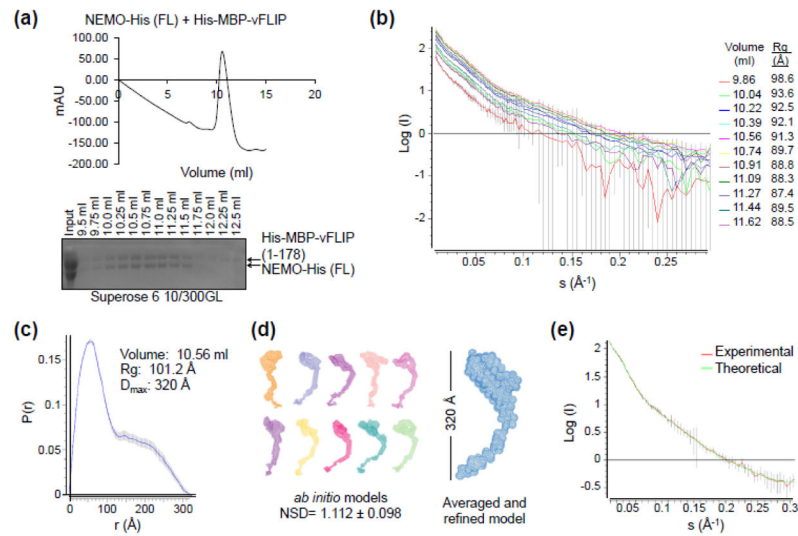 (a)
NEMO-His (FL) + His-MBP-vFLIP
100.00
50.00
0.00
-50.00
-100.00
-150.00
-200.00
mAU
0
5
10
15
20
Volume (ml)
Input
9.5 ml
9.75 ml
10.0 ml
10.25 ml
10.5 ml
10.75 ml
11.0 ml
11.25 ml
11.5 ml
11.75 ml
12.0 ml
12.25 ml
12.5 ml
His-MBP-vFLIP
(1-178)
NEMO-His (FL)
Superose 6 10/300GL
(b)
Log (I)
2
1
0
-1
-2
0.05
0.1
0.15
0.2
0.25
s (Å-1)
Volume Rg
(ml) (Å)
9.86 98.6
10.04 93.6
10.22 92.5
10.39 92.1
10.56 91.3
10.74 89.7
10.91 88.8
11.09 88.3
11.27 87.4
11.44 89.5
11.62 88.5
(c)
P(r)
0.15
0.1
0.05
0
0
100
200
300
r (Å)
Volume: 10.56 ml
Rg: 101.2 Å
Dmax: 320 Å
(d)
ab initio models
NSD= 1.112 ± 0.098
320 Å
Averaged and
refined model
(e)
Log (I)
2
1.5
1
0.5
0
-0.5
0.05
0.1
0.15
0.2
0.25
0.3
s (Å-1)
Experimental
Theoretical